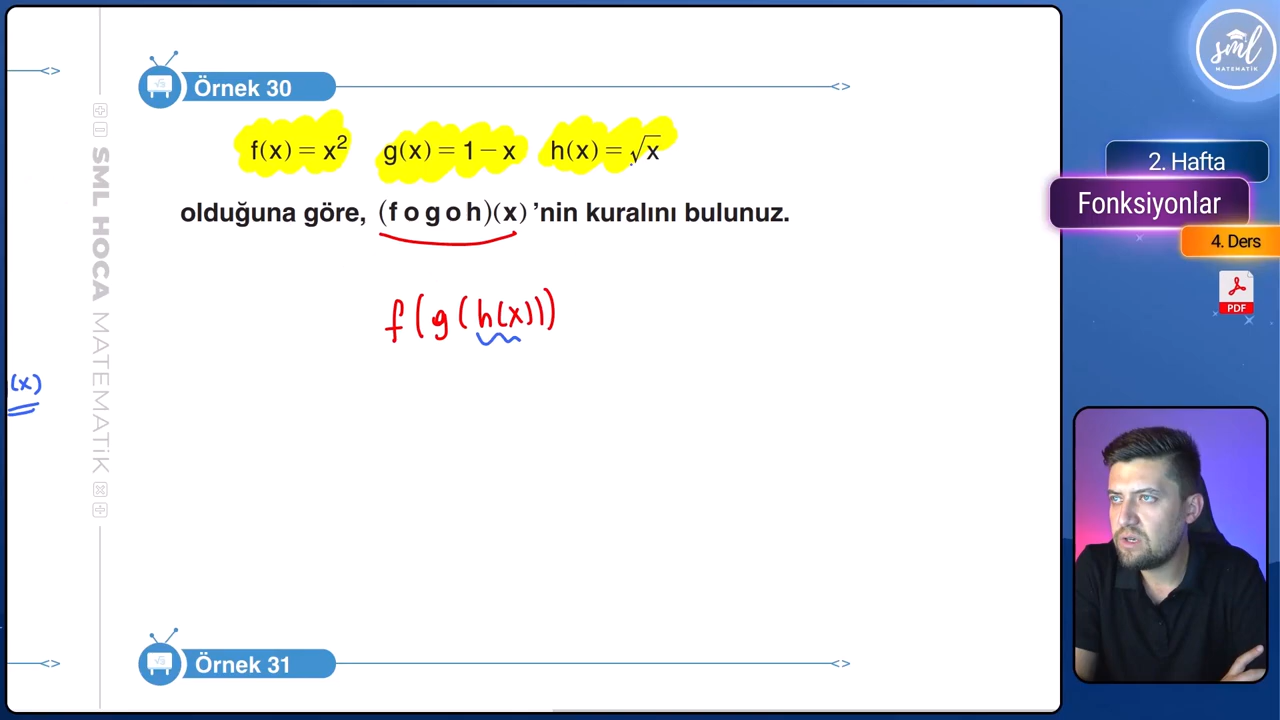 Örnek 30
f(x) = x² g(x) = 1 − x h(x) = √x
olduğuna göre, (f o g o h)(x) ’nin kuralını bulunuz.
f(g(h(x)))
(x)
SML HOCA MATEMATİK
Örnek 31
sml
MATEMATİK
2. Hafta
Fonksiyonlar
4. Ders
PDF